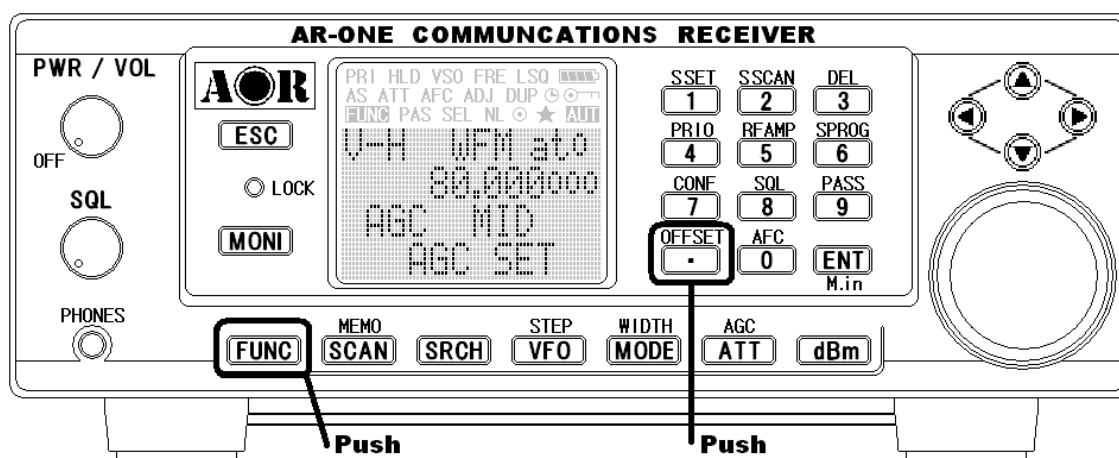 AR-ONE COMMUNCATIONS RECEIVER
PWR / VOL
OFF
SQL
PHONES
AOR
ESC
LOCK
MONI
PRI HLD VSO FRE LSQ
AS ATT AFC ADJ DUP
FUNC PAS SEL NL ★ AUT
V-H WFM ato
80.000000
AGC MID
AGC SET
SSET SSCAN DEL
1 2 3
PRIO RFAMP SPROG
4 5 6
CONF SQL PASS
7 8 9
OFFSET AFC
. 0 ENT
M.in
MEMO STEP WIDTH AGC
FUNC SCAN SRCH VFO MODE ATT dBm
Push Push